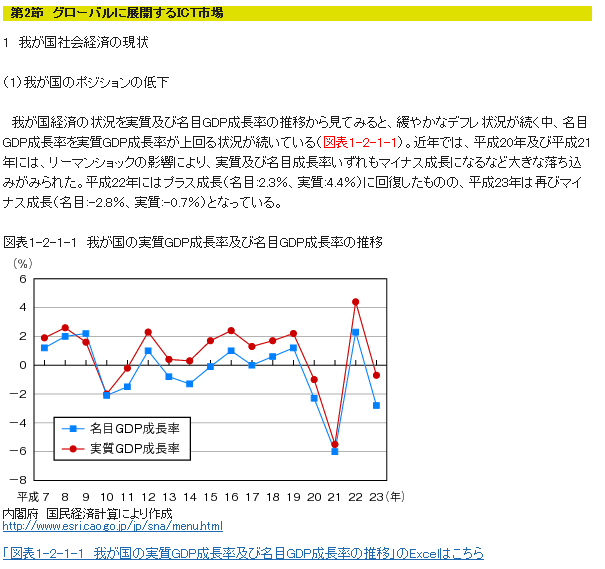 第2節　グローバルに展開するICT市場
1　我が国社会経済の現状
（1）我が国のポジションの低下
　我が国経済の状況を実質及び名目GDP成長率の推移から見てみると、緩やかなデフレ状況が続く中、名目
GDP成長率を実質GDP成長率が上回る状況が続いている（図表1-2-1-1）。近年では、平成20年及び平成21
年には、リーマンショックの影響により、実質及び名目成長率いずれもマイナス成長になるなど大きな落ち込
みがみられた。平成22年にはプラス成長（名目：2.3％、実質：4.4％）に回復したものの、平成23年は再びマイ
ナス成長（名目：-2.8％、実質：-0.7％）となっている。
図表1-2-1-1　我が国の実質GDP成長率及び名目GDP成長率の推移
（%）
6
4
2
0
−2
−4
−6
−8
名目GDP成長率
実質GDP成長率
平成 7 8 9 10 11 12 13 14 15 16 17 18 19 20 21 22 23（年）
内閣府　国民経済計算により作成
http://www.esri.cao.go.jp/jp/sna/menu.html
「図表1-2-1-1　我が国の実質GDP成長率及び名目GDP成長率の推移」のExcelはこちら